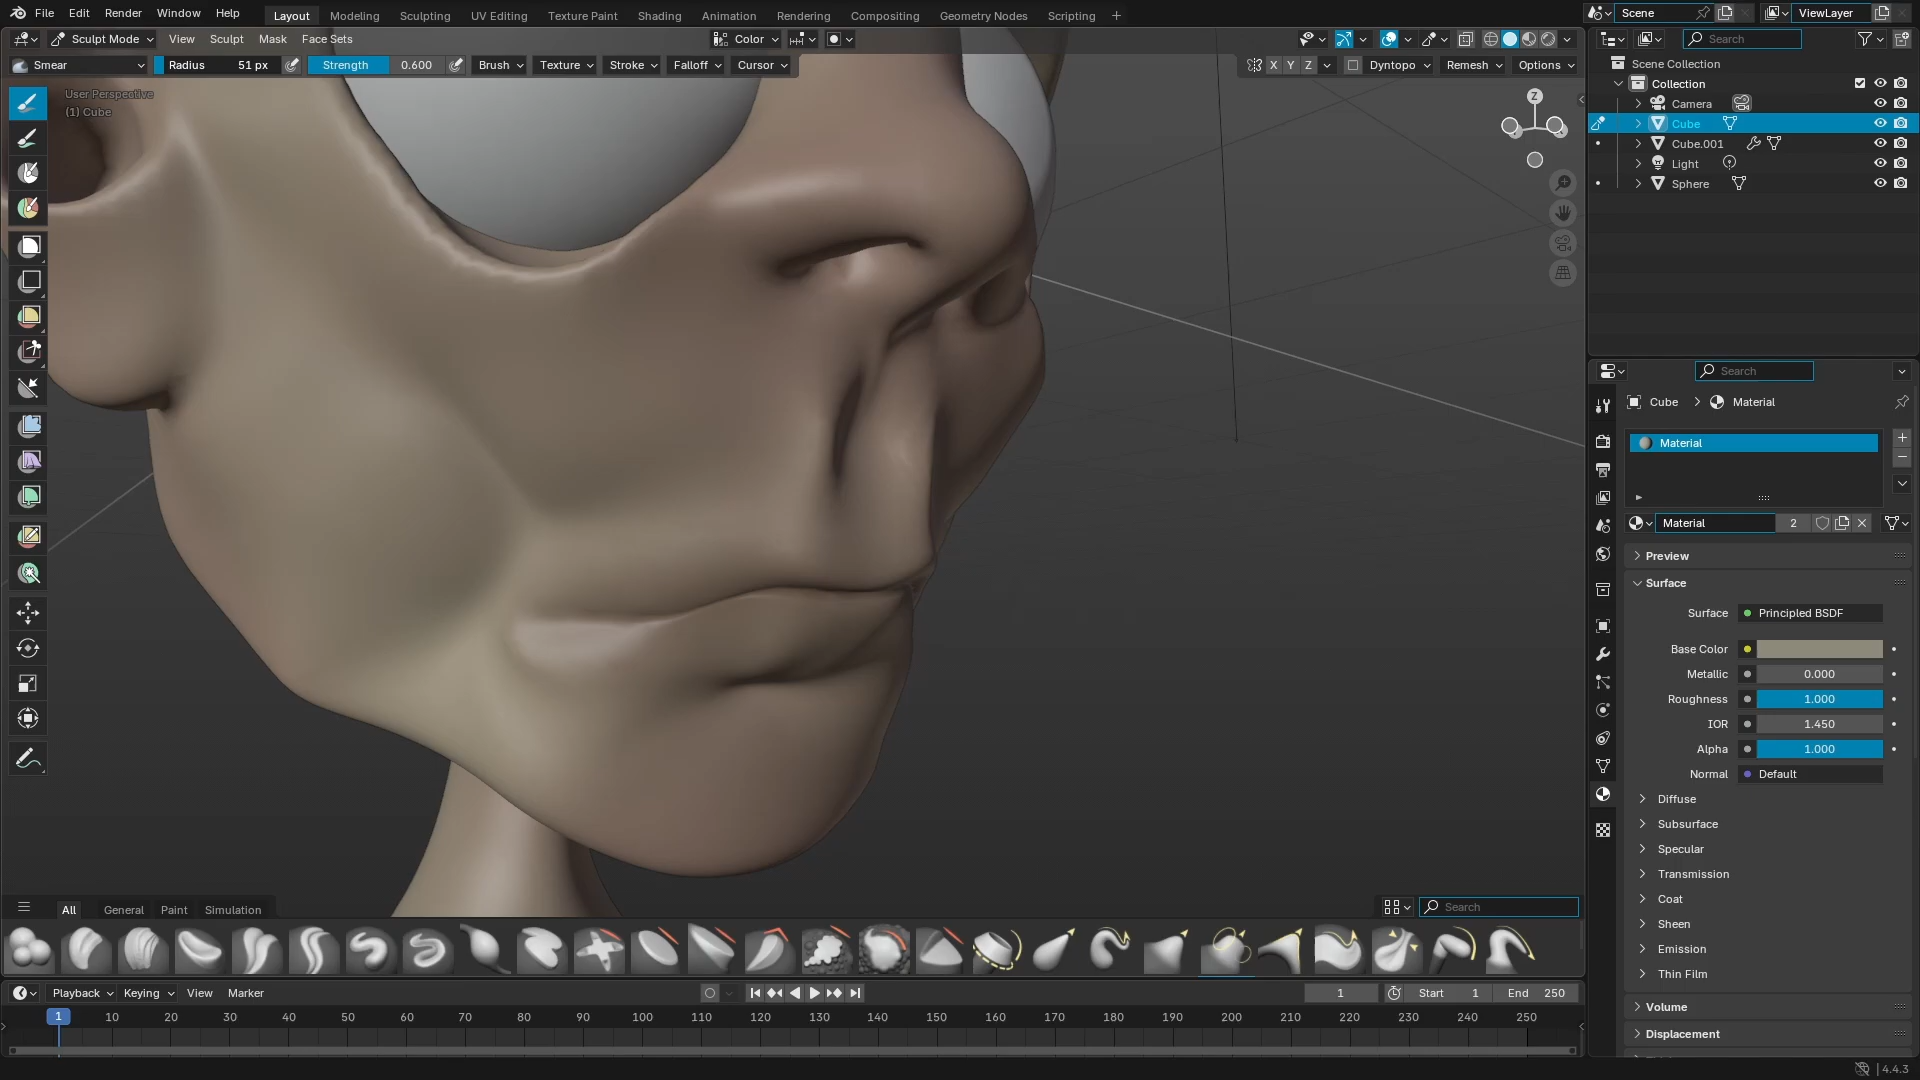 File Edit Render Window Help Layout Modeling Sculpting UV Editing Texture Paint Shading Animation Rendering Compositing Geometry Nodes Scripting + Scene ViewLayer
Sculpt Mode View Sculpt Mask Face Sets Color Search
Smear Radius 51 px Strength 0.600 Brush Texture Stroke Falloff Cursor X Y Z Dyntopo Remesh Options
Scene Collection
Collection
User Perspective
(1) Cube
Z
Camera
Cube
Cube.001
Light
Sphere
Search
Cube > Material
Material
Material 2
Preview
Surface
Surface Principled BSDF
Base Color
Metallic 0.000
Roughness 1.000
IOR 1.450
Alpha 1.000
Normal Default
Diffuse
Subsurface
Specular
Transmission
Coat
Sheen
Emission
Thin Film
Volume
Displacement
All General Paint Simulation Search
Playback Keying View Marker 1 Start 1 End 250
1 10 20 30 40 50 60 70 80 90 100 110 120 130 140 150 160 170 180 190 200 210 220 230 240 250
4.4.3